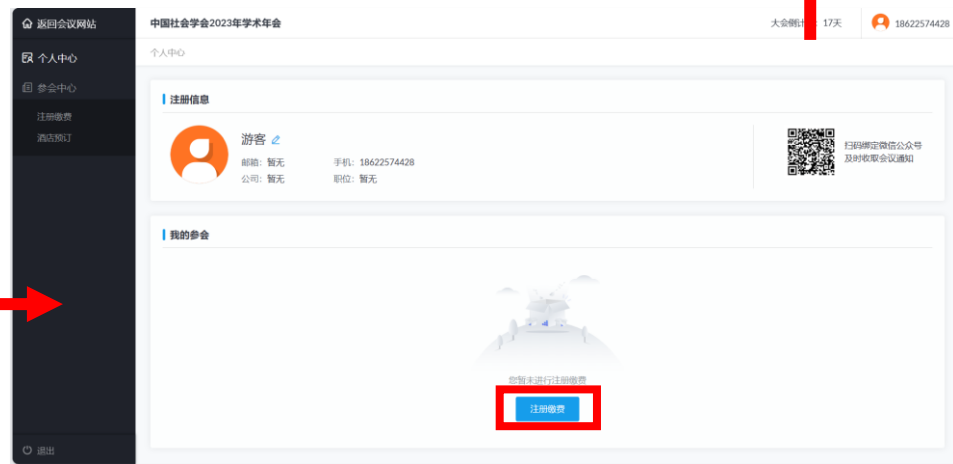 返回会议网站
中国社会学会2023年学术年会
大会倒计 17天
18622574428
个人中心
个人中心
参会中心
注册缴费
酒店预订
注册信息
游客
邮箱：暂无
手机：18622574428
公司：暂无
职位：暂无
扫码绑定微信公众号
及时收取会议通知
我的参会
您暂未进行注册缴费
注册缴费
退出